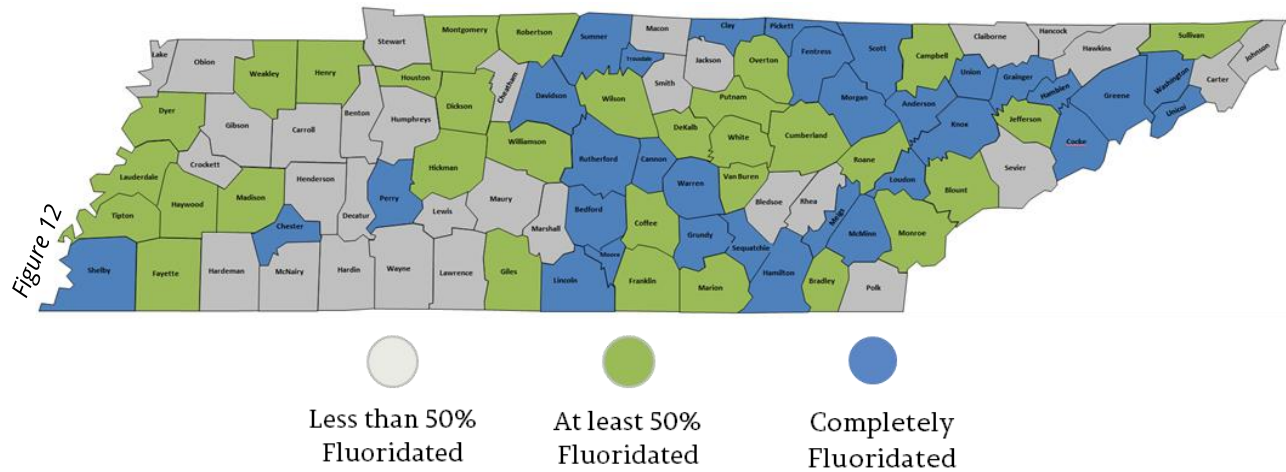 Lake
Obion
Weakley
Henry
Stewart
Montgomery
Robertson
Sumner
Macon
Clay
Pickett
Scott
Campbell
Claiborne
Hancock
Hawkins
Sullivan
Johnson
Carter
Washington
Unicoi
Greene
Hamblen
Grainger
Union
Fentress
Overton
Jackson
Trousdale
Smith
Wilson
Davidson
Cheatham
Houston
Dickson
Humphreys
Benton
Carroll
Gibson
Dyer
Crockett
Lauderdale
Haywood
Madison
Henderson
Decatur
Perry
Hickman
Williamson
Rutherford
Cannon
DeKalb
Putnam
White
Cumberland
Morgan
Anderson
Knox
Jefferson
Cocke
Sevier
Blount
Loudon
Roane
Rhea
Meigs
Bledsoe
Van Buren
Warren
Coffee
Bedford
Marshall
Maury
Lewis
Chester
Tipton
Shelby
Fayette
Hardeman
McNairy
Hardin
Wayne
Lawrence
Giles
Lincoln
Moore
Franklin
Grundy
Sequatchie
Marion
Hamilton
Bradley
McMinn
Monroe
Polk
Figure 12
Less than 50%
Fluoridated
At least 50%
Fluoridated
Completely
Fluoridated